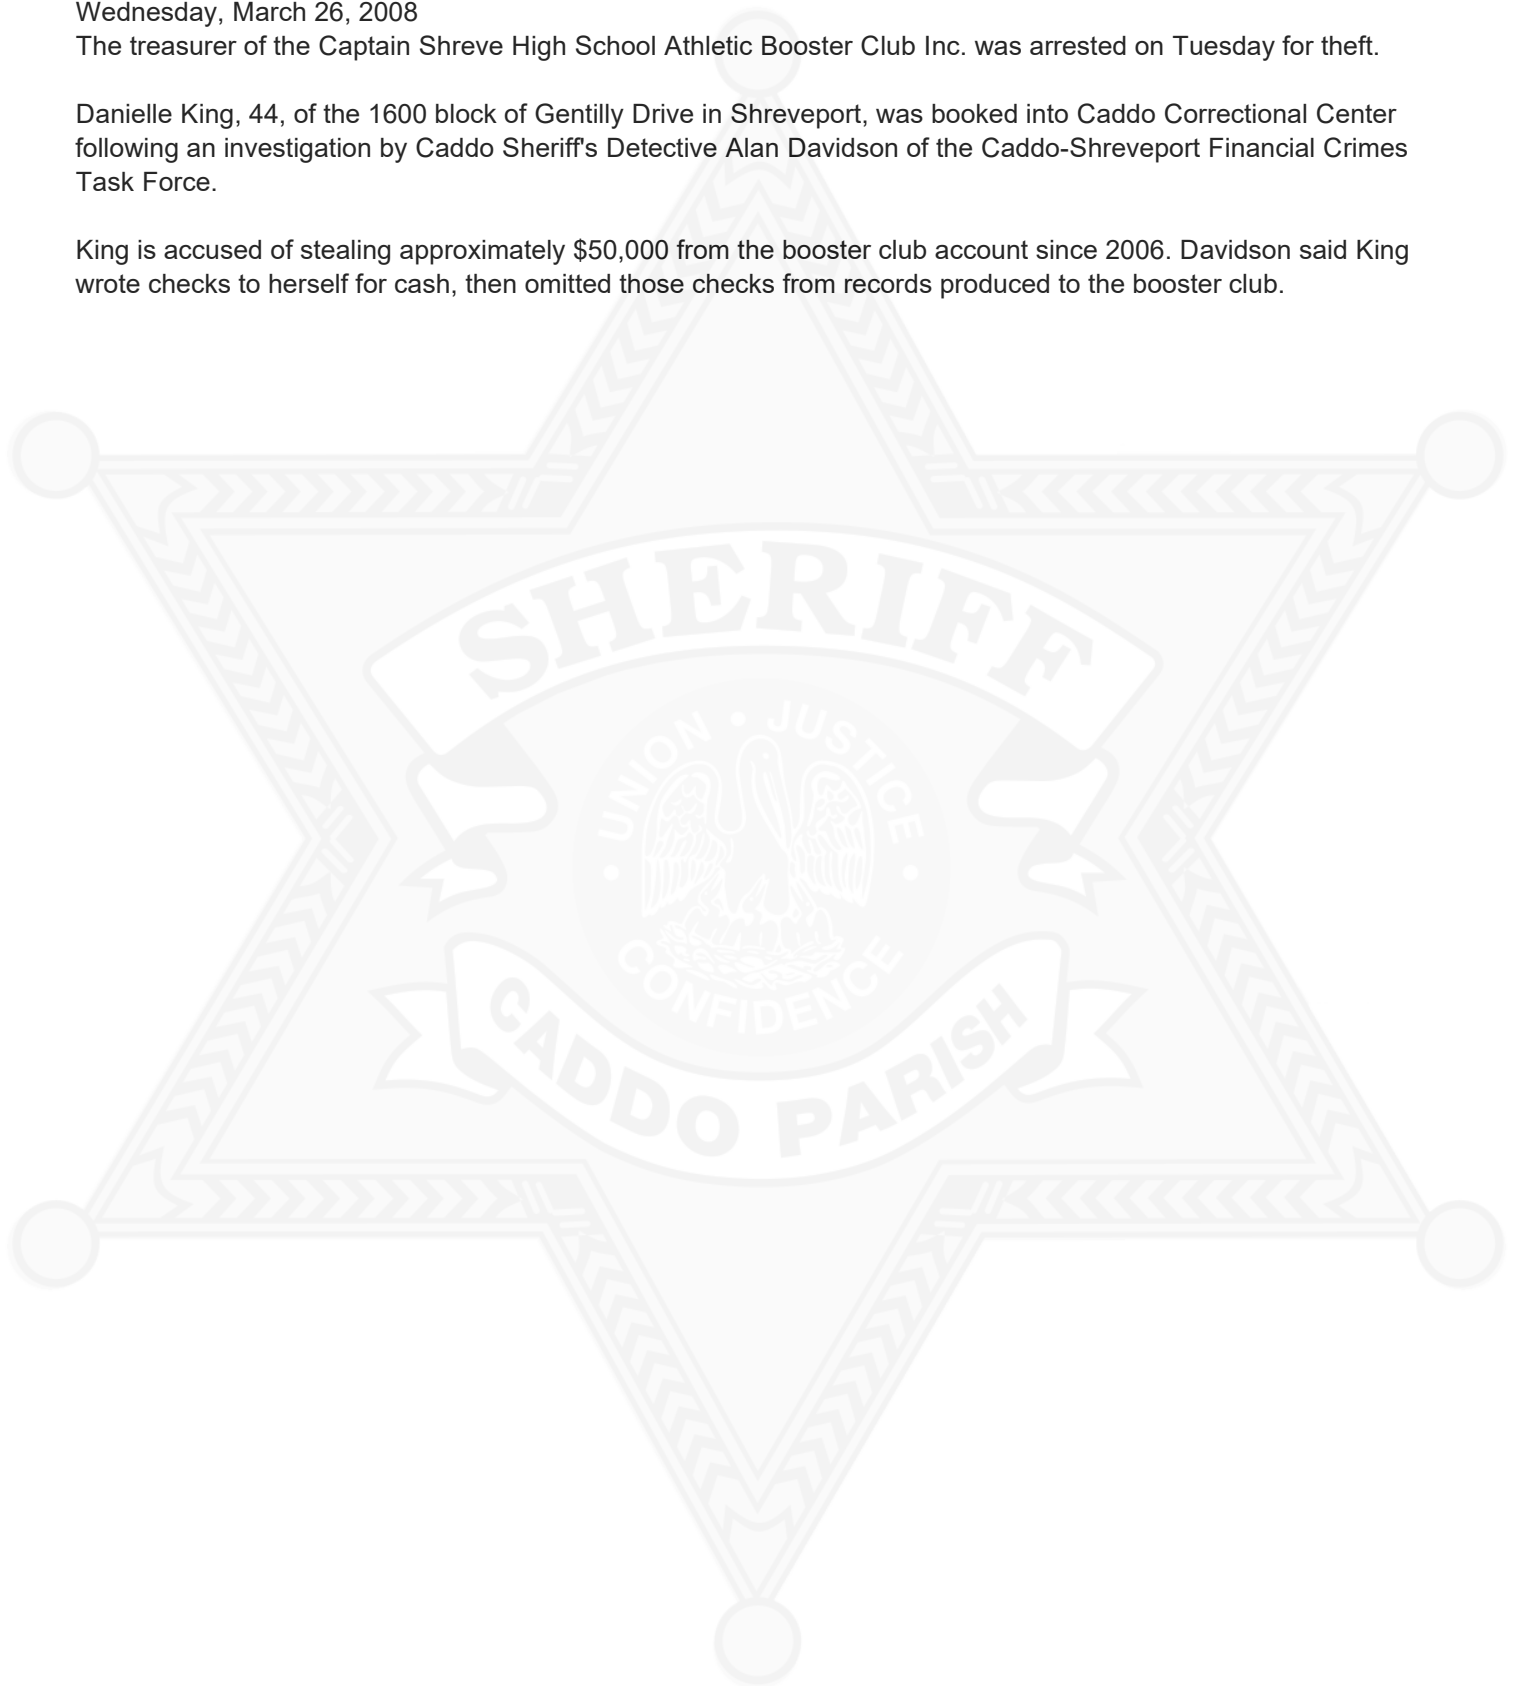 Wednesday, March 26, 2008
The treasurer of the Captain Shreve High School Athletic Booster Club Inc. was arrested on Tuesday for theft.
Danielle King, 44, of the 1600 block of Gentilly Drive in Shreveport, was booked into Caddo Correctional Center
following an investigation by Caddo Sheriff's Detective Alan Davidson of the Caddo-Shreveport Financial Crimes
Task Force.
King is accused of stealing approximately $50,000 from the booster club account since 2006. Davidson said King
wrote checks to herself for cash, then omitted those checks from records produced to the booster club.
SHERIFF
UNION • JUSTICE
• CONFIDENCE •
CADDO PARISH